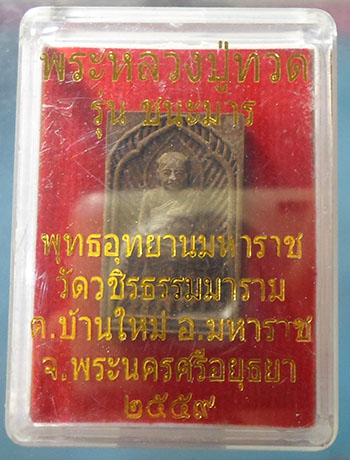 พระหลวงปู่ทวด
รุ่น ชนะมาร
พุทธอุทยานมหาราช
วัดวชิรธรรมมาราม
ต.บ้านใหม่ อ.มหาราช
จ.พระนครศรีอยุธยา
๒๕๕๙